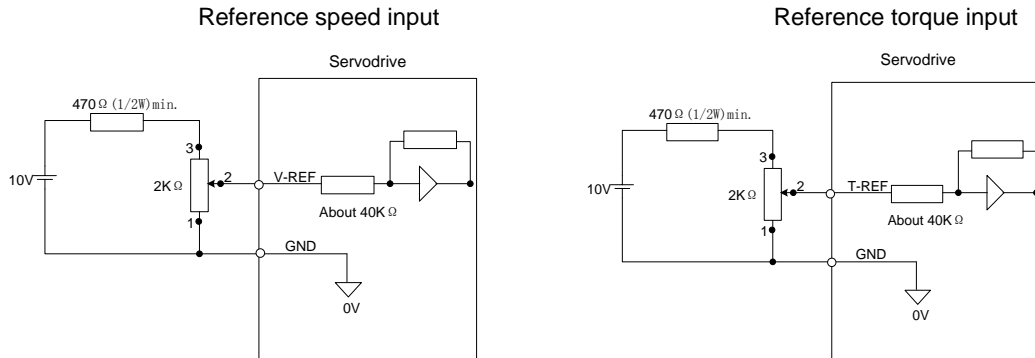 Reference speed input
Servodrive
470Ω(1/2W)min.
3
10V
2KΩ
2
V-REF
About 40KΩ
1
GND
0V
Reference torque input
Servodrive
470Ω(1/2W)min.
3
10V
2KΩ
2
T-REF
About 40KΩ
1
GND
0V